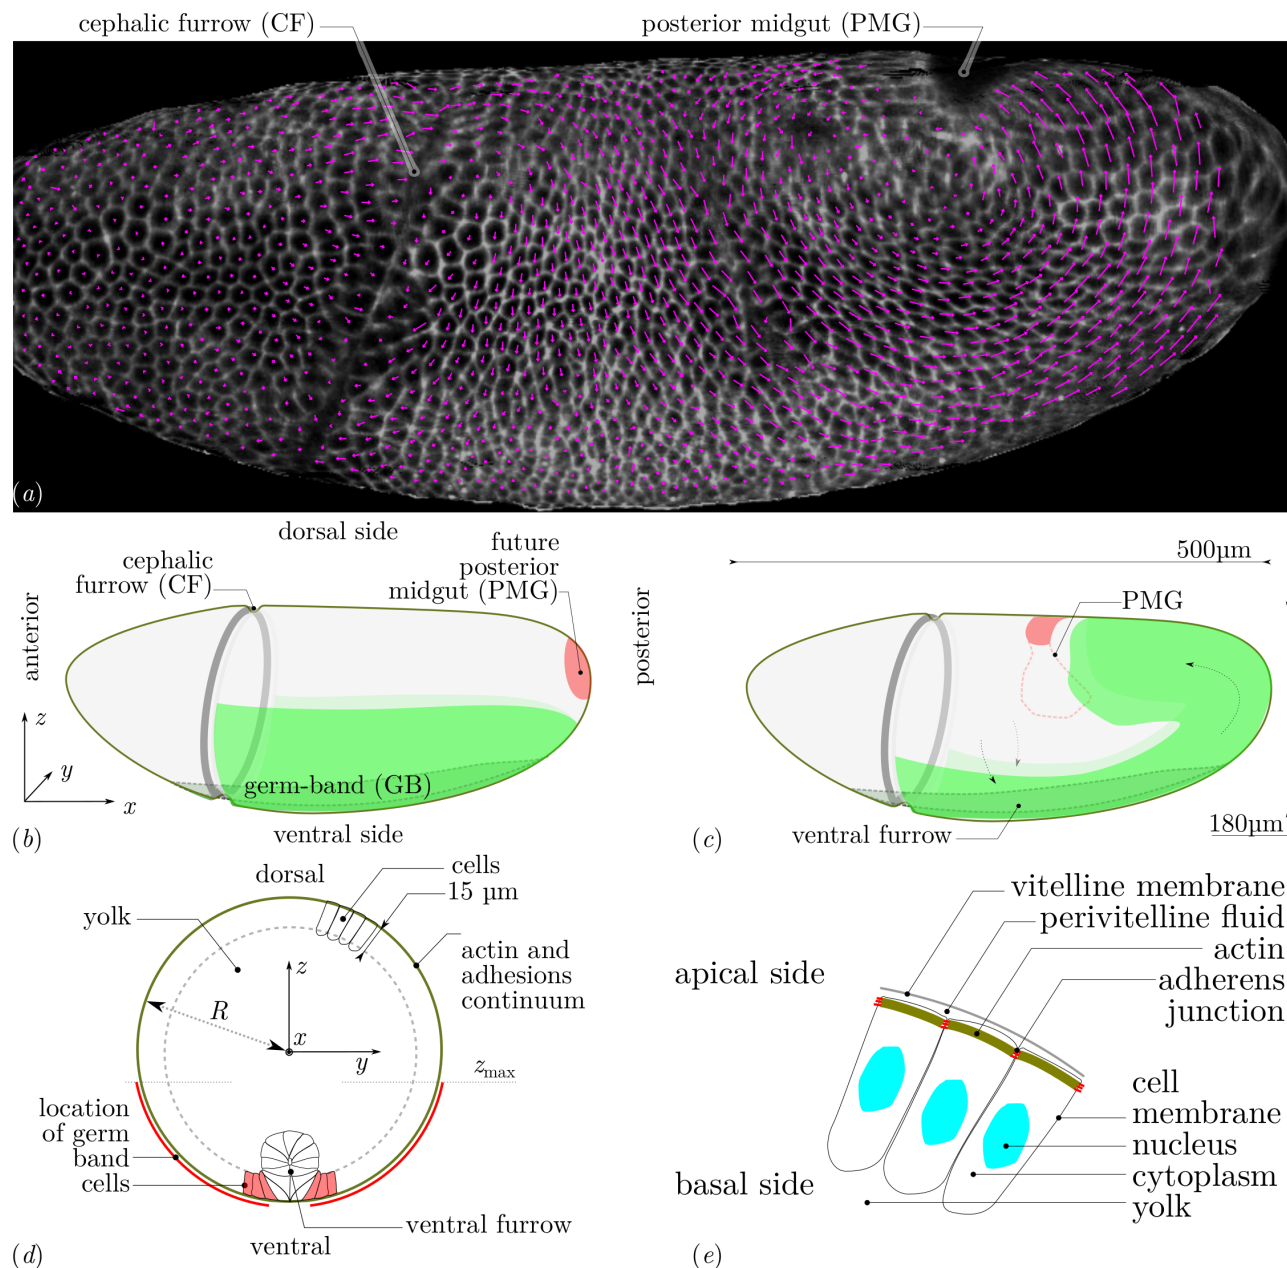 cephalic furrow (CF)
posterior midgut (PMG)
(a)
dorsal side
cephalic
furrow (CF)
future
posterior
midgut (PMG)
anterior
posterior
z
y
x
germ-band (GB)
ventral side
(b)
500µm
PMG
ventral furrow
180µm
(c)
dorsal
cells
15 µm
yolk
actin and
adhesions
continuum
R
z
x
y
zmax
location
of germ
band
cells
ventral furrow
ventral
(d)
vitelline membrane
perivitelline fluid
actin
adherens
junction
apical side
cell
membrane
nucleus
cytoplasm
yolk
basal side
(e)